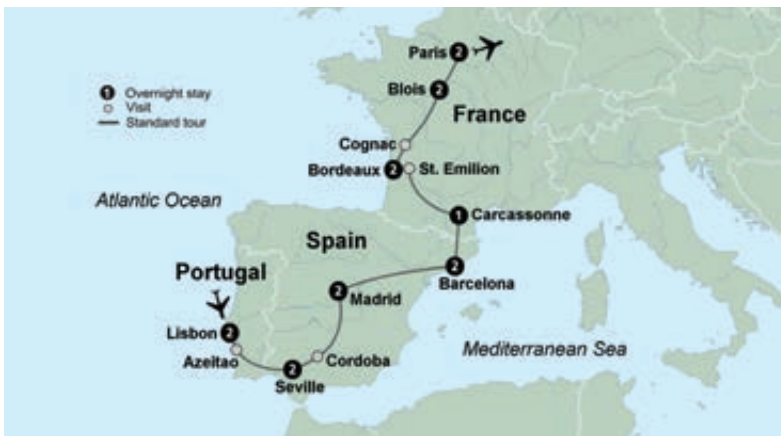 Paris 2
Blois 2
1 Overnight stay
Visit
Standard tour
France
Cognac
Bordeaux 2
St. Emilion
Atlantic Ocean
1 Carcassonne
Spain
Portugal
2
Barcelona
2 Madrid
Lisbon 2
Azeitao
Cordoba
Mediterranean Sea
2
Seville